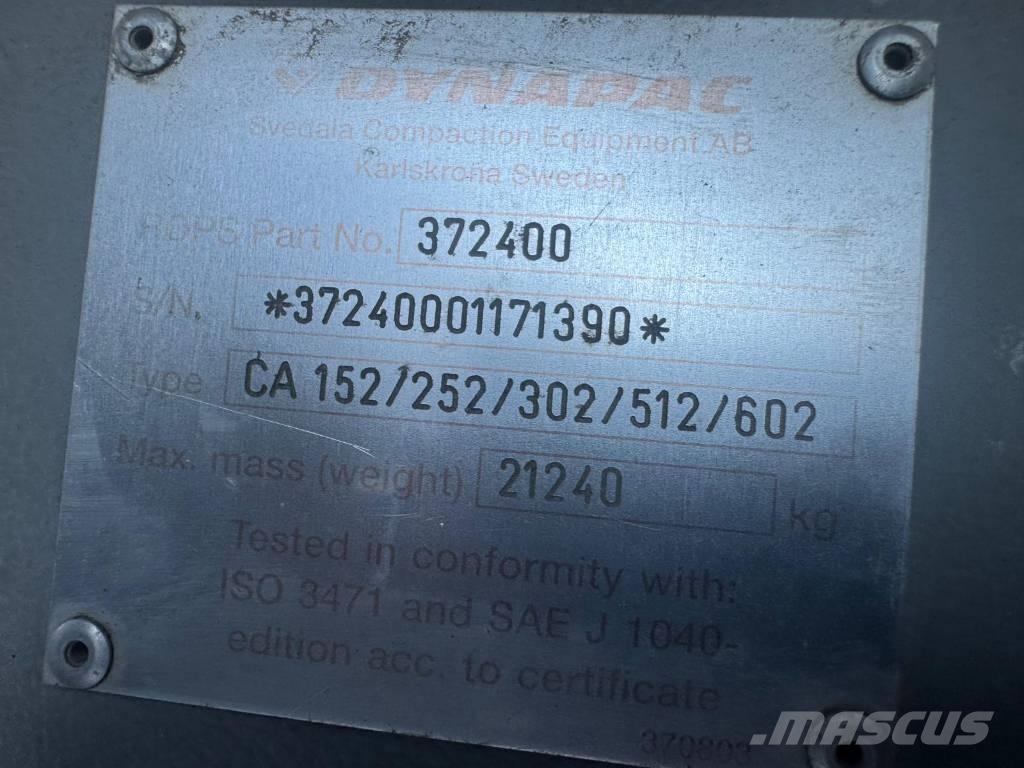 DYNAPAC
Svedala Compaction Equipment AB
Karlskrona Sweden
ROPS Part No. 372400
S/N. *37240001171390*
Type CA 152/252/302/512/602
Max. mass (weight) 21240 kg
Tested in conformity with:
ISO 3471 and SAE J 1040-
edition acc. to certificate
370803
MASCUS